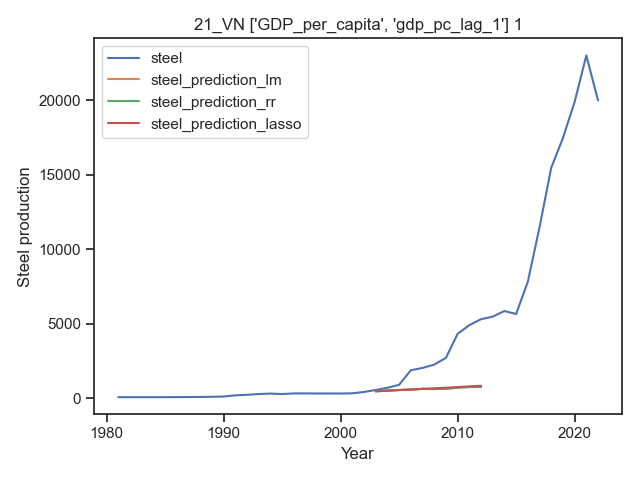 21_VN ['GDP_per_capita', 'gdp_pc_lag_1'] 1
steel
steel_prediction_lm
steel_prediction_rr
steel_prediction_lasso
Steel production
20000
15000
10000
5000
0
1980
1990
2000
2010
2020
Year